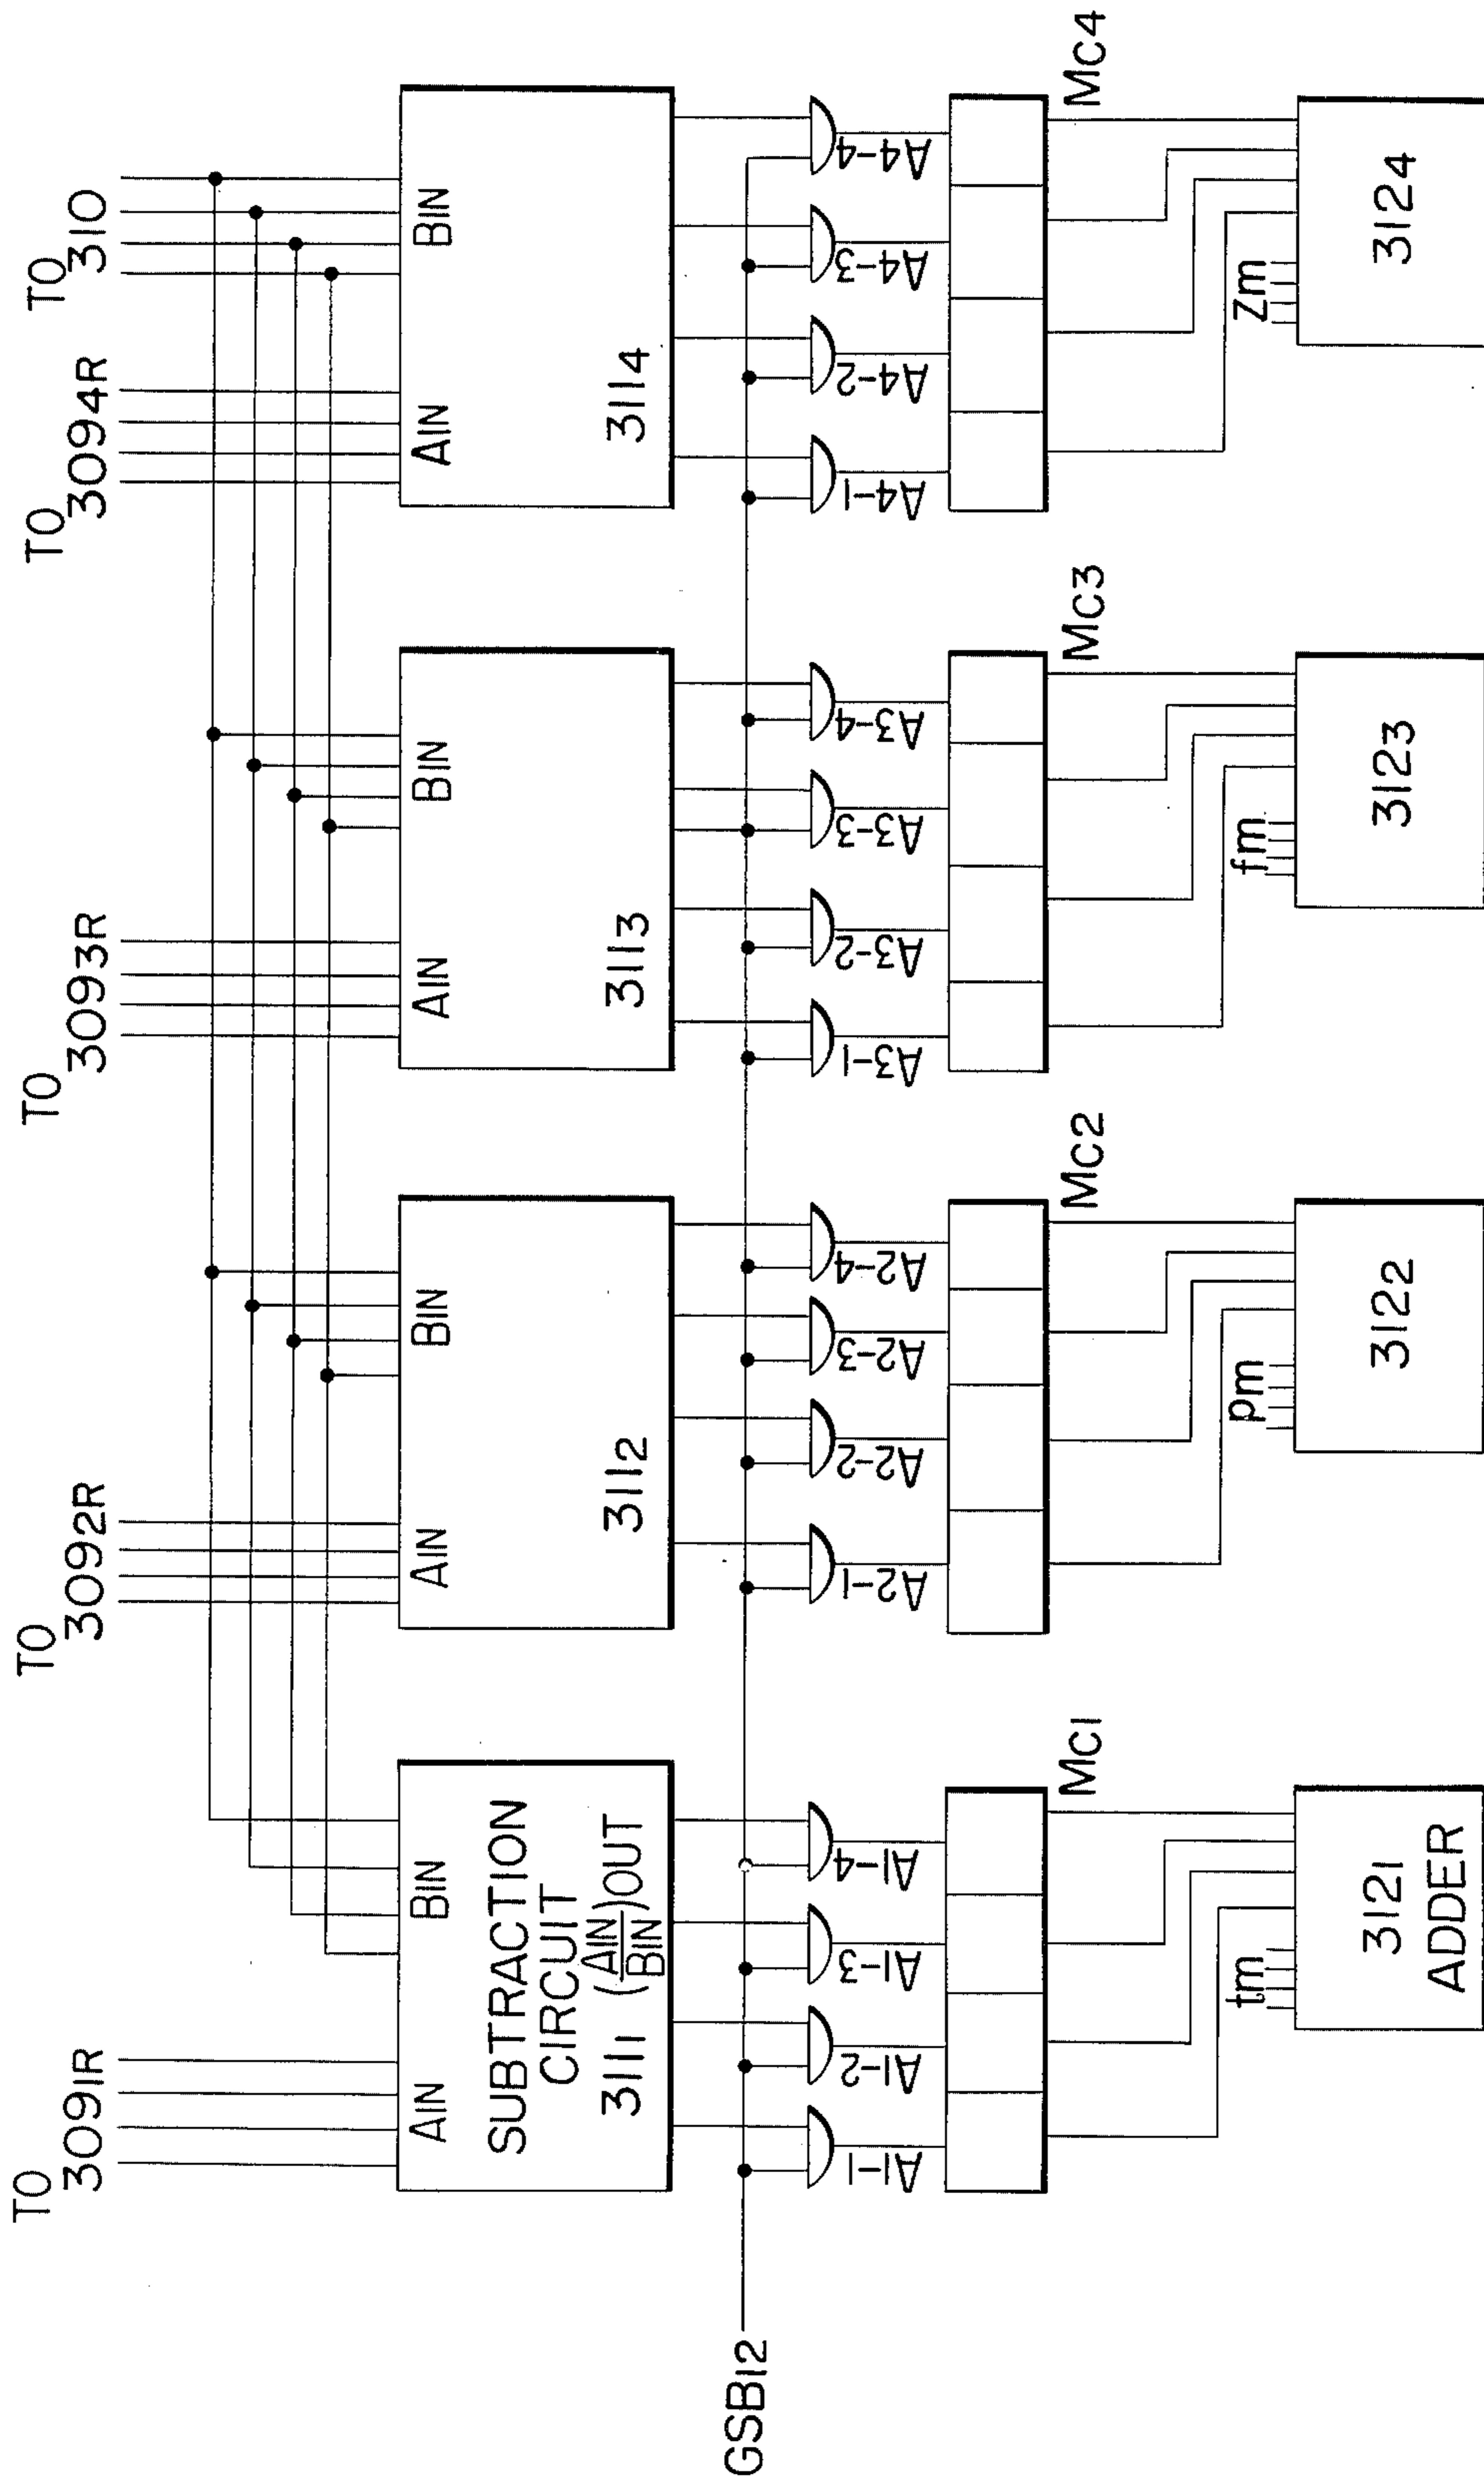 TO
309₁R
TO
309₂R
TO
309₃R
TO
309₄R
TO
310
AIN
BIN
AIN
BIN
AIN
BIN
AIN
BIN
SUBTRACTION
CIRCUIT
311₁ (AIN/BIN)OUT
311₂
311₃
311₄
GSB₁₂
A1-1
A1-2
A1-3
A1-4
A2-1
A2-2
A2-3
A2-4
A3-1
A3-2
A3-3
A3-4
A4-1
A4-2
A4-3
A4-4
MC1
MC2
MC3
MC4
tm
pm
fm
Zm
312₁
ADDER
312₂
312₃
312₄